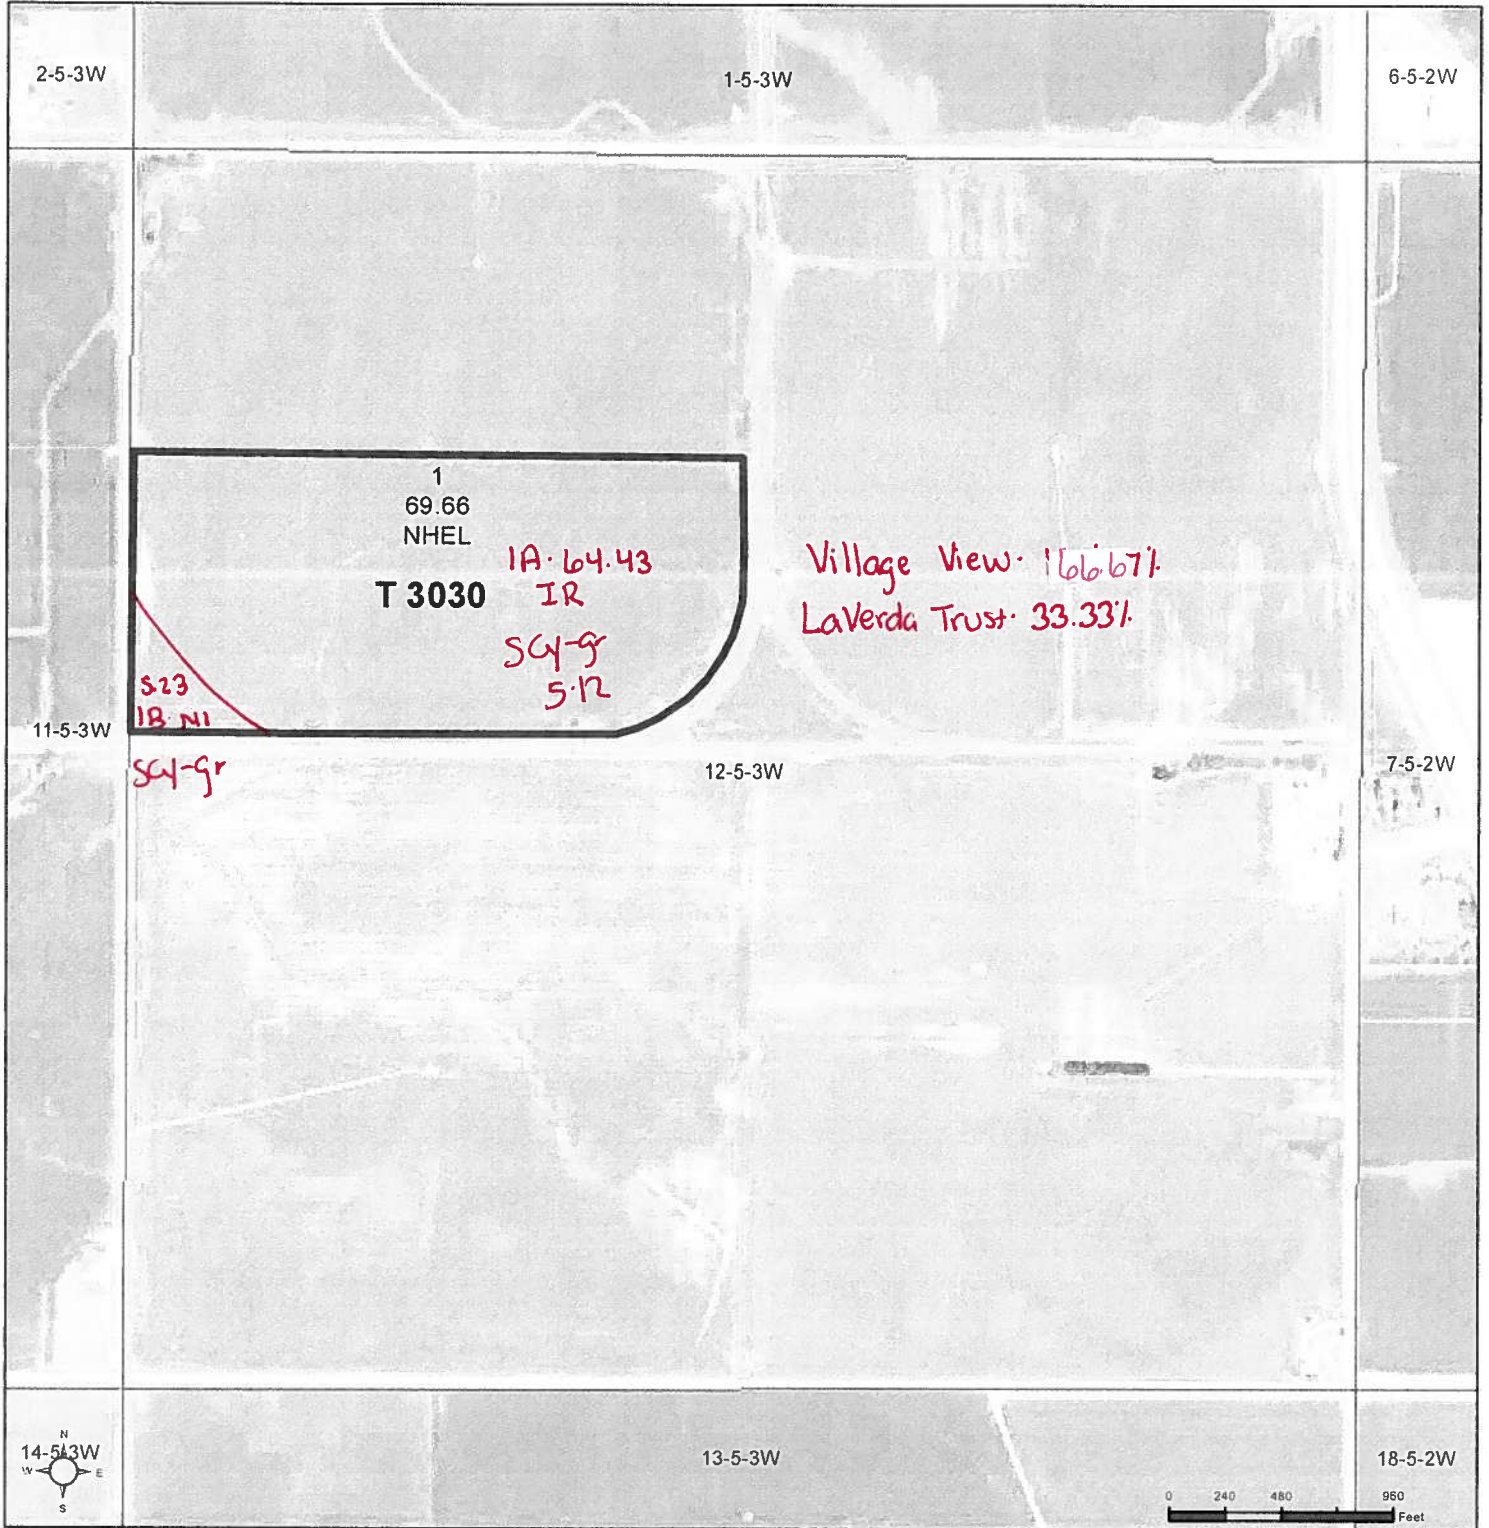 2-5-3W
1-5-3W
6-5-2W
1
69.66
NHEL
T 3030
1A· 64.43
IR
SCY-gr
5·12
Village View· 66.67%
LaVerda Trust· 33.33%
5.23
1B· NI
11-5-3W
SCY-gr
12-5-3W
7-5-2W
14-5-3W
N
W
E
S
13-5-3W
18-5-2W
0 240 480 960
Feet